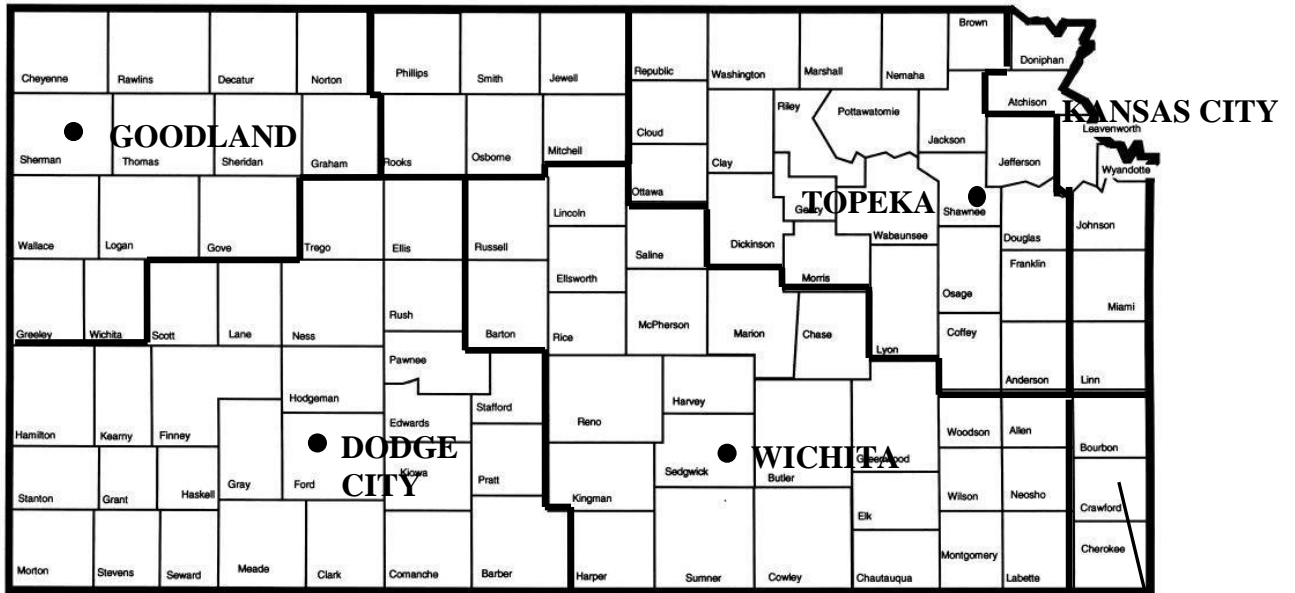 Brown
Doniphan
Cheyenne
Rawlins
Decatur
Norton
Phillips
Smith
Jewell
Republic
Washington
Marshall
Nemaha
Atchison
KANSAS CITY
Riley
Pottawatomie
Leavenworth
GOODLAND
Cloud
Jackson
Sherman
Thomas
Sheridan
Graham
Rooks
Osborne
Mitchell
Clay
Jefferson
Wyandotte
Ottawa
TOPEKA
Geary
Shawnee
Lincoln
Wallace
Logan
Gove
Trego
Ellis
Russell
Saline
Dickinson
Wabaunsee
Douglas
Johnson
Franklin
Ellsworth
Morris
Osage
Miami
Greeley
Wichita
Scott
Lane
Ness
Rush
Barton
Rice
McPherson
Marion
Chase
Lyon
Coffey
Pawnee
Anderson
Linn
Hodgeman
Stafford
Harvey
Hamilton
Kearny
Finney
Edwards
Reno
Woodson
Allen
Bourbon
DODGE
CITY
WICHITA
Greenwood
Kiowa
Sedgwick
Butler
Stanton
Grant
Haskell
Gray
Ford
Pratt
Kingman
Elk
Wilson
Neosho
Crawford
Morton
Stevens
Seward
Meade
Clark
Comanche
Barber
Harper
Sumner
Cowley
Chautauqua
Montgomery
Labette
Cherokee